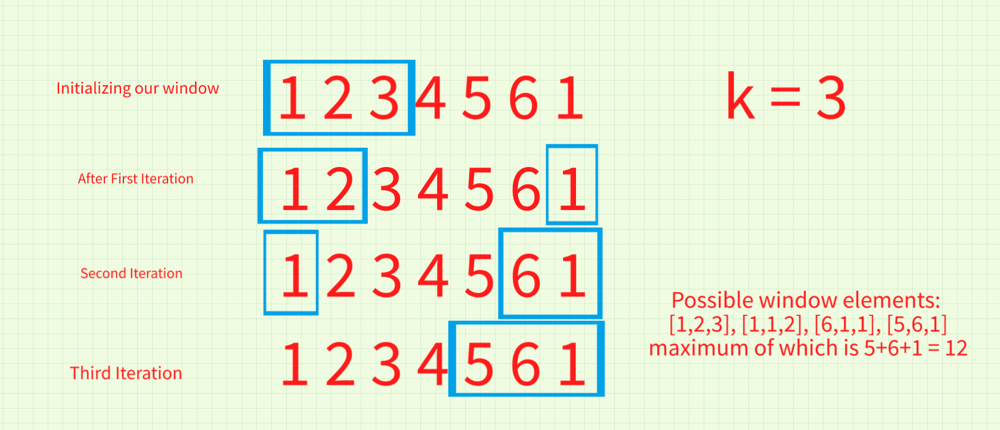 Initializing our window
1 2 3 4 5 6 1
k = 3
After First Iteration
1 2 3 4 5 6 1
Second Iteration
1 2 3 4 5 6 1
Third Iteration
1 2 3 4 5 6 1
Possible window elements:
[1,2,3], [1,1,2], [6,1,1], [5,6,1]
maximum of which is 5+6+1 = 12